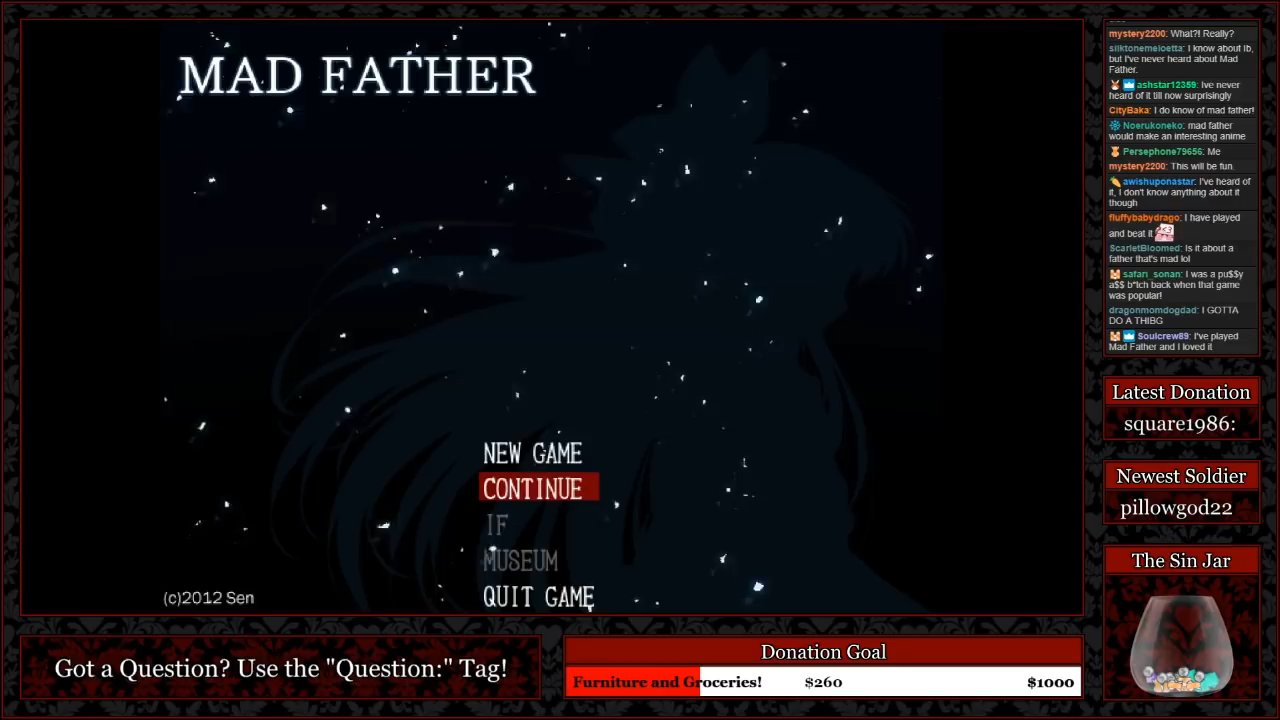 MAD FATHER
NEW GAME
CONTINUE
IF
MUSEUM
QUIT GAME
(c)2012 Sen
mystery2200: What?! Really?
silktonemeloetta: I know about Ib,
but I've never heard about Mad
Father.
ashstar12359: Ive never
heard of it till now surprisingly
CityBaka: I do know of mad father!
Noerukoneko: mad father
would make an interesting anime
Persephone79656: Me
mystery2200: This will be fun.
awishuponastar: I've heard of
it, I don't know anything about it
though
fluffybabydrago: I have played
and beat it
ScarletBloomed: Is it about a
father that's mad lol
safari_sonan: I was a pu$$y
a$$ b*tch back when that game
was popular!
dragonmomdogdad: I GOTTA
DO A THIBG
Soulcrew89: I've played
Mad Father and I loved it
Latest Donation
square1986:
Newest Soldier
pillowgod22
The Sin Jar
Got a Question? Use the "Question:" Tag!
Donation Goal
Furniture and Groceries! $260 $1000